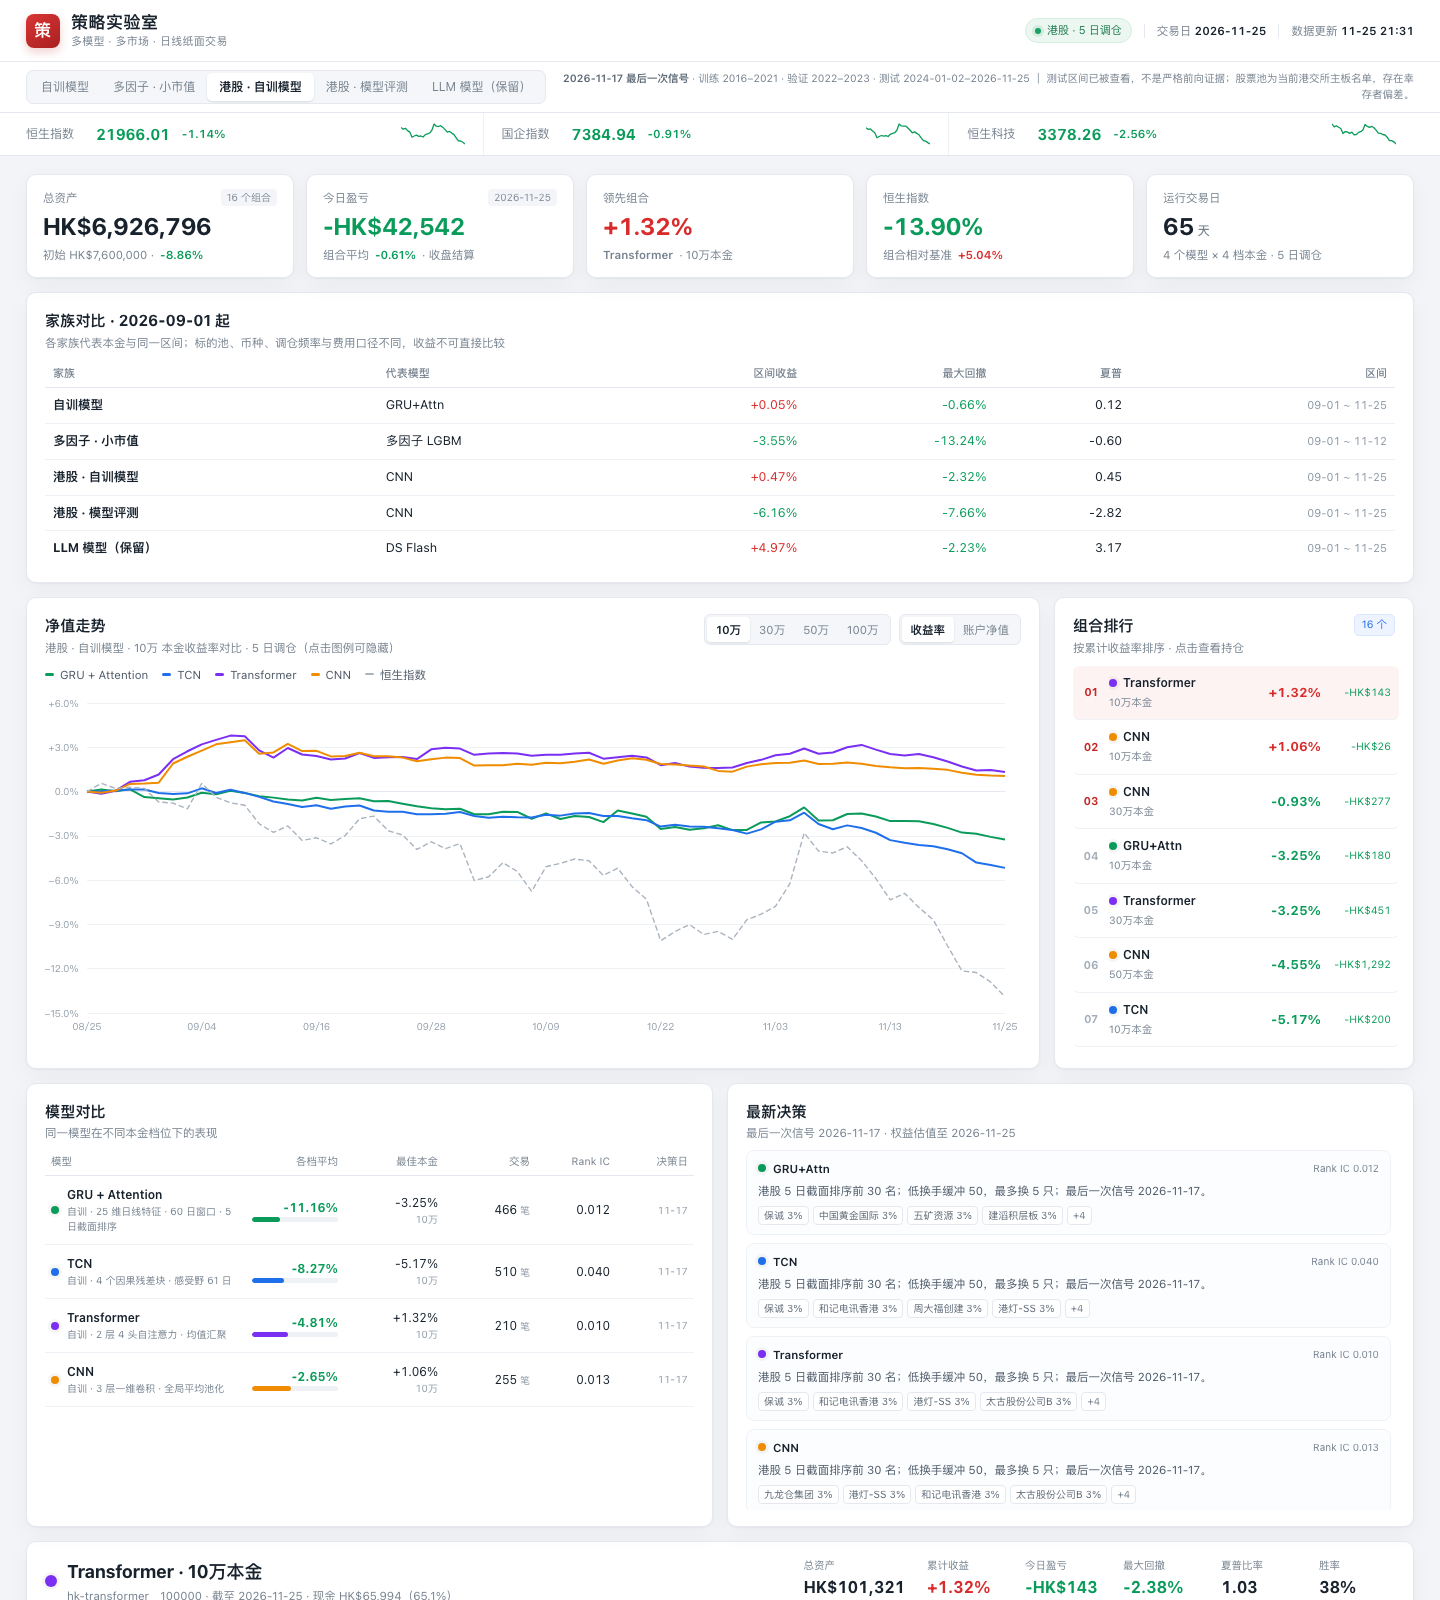 策
策略实验室
多模型 · 多市场 · 日线纸面交易
港股 · 5 日调仓
交易日 2026-11-25
数据更新 11-25 21:31
自训模型
多因子 · 小市值
港股 · 自训模型
港股 · 模型评测
LLM 模型（保留）
2026-11-17 最后一次信号 · 训练 2016–2021 · 验证 2022–2023 · 测试 2024-01-02–2026-11-25 ｜ 测试区间已被查看，不是严格前向证据；股票池为当前港交所主板名单，存在幸
存者偏差。
恒生指数 21966.01 -1.14%
国企指数 7384.94 -0.91%
恒生科技 3378.26 -2.56%
总资产
16 个组合
HK$6,926,796
初始 HK$7,600,000 · -8.86%
今日盈亏
2026-11-25
-HK$42,542
组合平均 -0.61% · 收盘结算
领先组合
+1.32%
Transformer · 10万本金
恒生指数
-13.90%
组合相对基准 +5.04%
运行交易日
65 天
4 个模型 × 4 档本金 · 5 日调仓
家族对比 · 2026-09-01 起
各家族代表本金与同一区间；标的池、币种、调仓频率与费用口径不同，收益不可直接比较
家族 代表模型 区间收益 最大回撤 夏普 区间
自训模型 GRU+Attn +0.05% -0.66% 0.12 09-01 ~ 11-25
多因子 · 小市值 多因子 LGBM -3.55% -13.24% -0.60 09-01 ~ 11-12
港股 · 自训模型 CNN +0.47% -2.32% 0.45 09-01 ~ 11-25
港股 · 模型评测 CNN -6.16% -7.66% -2.82 09-01 ~ 11-25
LLM 模型（保留） DS Flash +4.97% -2.23% 3.17 09-01 ~ 11-25
净值走势
港股 · 自训模型 · 10万 本金收益率对比 · 5 日调仓（点击图例可隐藏）
10万 30万 50万 100万
收益率 账户净值
GRU + Attention TCN Transformer CNN 恒生指数
+6.0%
+3.0%
0.0%
−3.0%
−6.0%
−9.0%
−12.0%
−15.0%
08/25 09/04 09/16 09/28 10/09 10/22 11/03 11/13 11/25
组合排行
16 个
按累计收益率排序 · 点击查看持仓
01 Transformer +1.32% -HK$143
10万本金
02 CNN +1.06% -HK$26
10万本金
03 CNN -0.93% -HK$277
30万本金
04 GRU+Attn -3.25% -HK$180
10万本金
05 Transformer -3.25% -HK$451
30万本金
06 CNN -4.55% -HK$1,292
50万本金
07 TCN -5.17% -HK$200
10万本金
模型对比
同一模型在不同本金档位下的表现
模型 各档平均 最佳本金 交易 Rank IC 决策日
GRU + Attention
自训 · 25 维日线特征 · 60 日窗口 · 5
日截面排序
-11.16% -3.25% 466 笔 0.012 11-17
10万
TCN
自训 · 4 个因果残差块 · 感受野 61 日
-8.27% -5.17% 510 笔 0.040 11-17
10万
Transformer
自训 · 2 层 4 头自注意力 · 均值汇聚
-4.81% +1.32% 210 笔 0.010 11-17
10万
CNN
自训 · 3 层一维卷积 · 全局平均池化
-2.65% +1.06% 255 笔 0.013 11-17
10万
最新决策
最后一次信号 2026-11-17 · 权益估值至 2026-11-25
GRU+Attn Rank IC 0.012
港股 5 日截面排序前 30 名；低换手缓冲 50，最多换 5 只；最后一次信号 2026-11-17。
保诚 3% 中国黄金国际 3% 五矿资源 3% 建滔积层板 3% +4
TCN Rank IC 0.040
港股 5 日截面排序前 30 名；低换手缓冲 50，最多换 5 只；最后一次信号 2026-11-17。
保诚 3% 和记电讯香港 3% 周大福创建 3% 港灯-SS 3% +4
Transformer Rank IC 0.010
港股 5 日截面排序前 30 名；低换手缓冲 50，最多换 5 只；最后一次信号 2026-11-17。
保诚 3% 和记电讯香港 3% 港灯-SS 3% 太古股份公司B 3% +4
CNN Rank IC 0.013
港股 5 日截面排序前 30 名；低换手缓冲 50，最多换 5 只；最后一次信号 2026-11-17。
九龙仓集团 3% 港灯-SS 3% 和记电讯香港 3% 太古股份公司B 3% +4
Transformer · 10万本金
hk-transformer 100000 · 截至 2026-11-25 · 现金 HK$65,994（65.1%）
总资产 累计收益 今日盈亏 最大回撤 夏普比率 胜率
HK$101,321 +1.32% -HK$143 -2.38% 1.03 38%